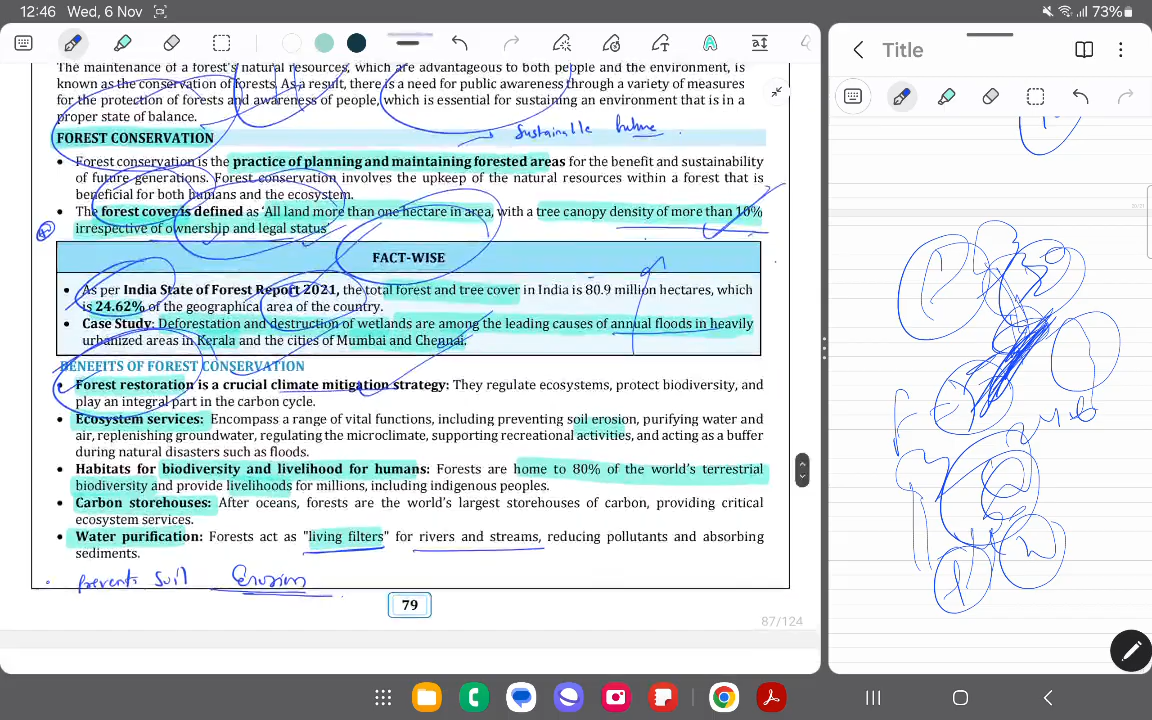 12:46 Wed, 6 Nov 73%
Title
The maintenance of a forest's natural resources, which are advantageous to both people and the environment, is
known as the conservation of forests. As a result, there is a need for public awareness through a variety of measures
for the protection of forests and awareness of people, which is essential for sustaining an environment that is in a
proper state of balance.
Sustainable future
FOREST CONSERVATION
• Forest conservation is the practice of planning and maintaining forested areas for the benefit and sustainability
of future generations. Forest conservation involves the upkeep of the natural resources within a forest that is
beneficial for both humans and the ecosystem.
• The forest cover is defined as 'All land more than one hectare in area, with a tree canopy density of more than 10%
irrespective of ownership and legal status'
FACT-WISE
• As per India State of Forest Report 2021, the total forest and tree cover in India is 80.9 million hectares, which
is 24.62% of the geographical area of the country.
• Case Study: Deforestation and destruction of wetlands are among the leading causes of annual floods in heavily
urbanized areas in Kerala and the cities of Mumbai and Chennai.
BENEFITS OF FOREST CONSERVATION
• Forest restoration is a crucial climate mitigation strategy: They regulate ecosystems, protect biodiversity, and
play an integral part in the carbon cycle.
• Ecosystem services: Encompass a range of vital functions, including preventing soil erosion, purifying water and
air, replenishing groundwater, regulating the microclimate, supporting recreational activities, and acting as a buffer
during natural disasters such as floods.
• Habitats for biodiversity and livelihood for humans: Forests are home to 80% of the world's terrestrial
biodiversity and provide livelihoods for millions, including indigenous peoples.
• Carbon storehouses: After oceans, forests are the world's largest storehouses of carbon, providing critical
ecosystem services.
• Water purification: Forests act as "living filters" for rivers and streams, reducing pollutants and absorbing
sediments.
• Prevents Soil Erosion
79
87/124